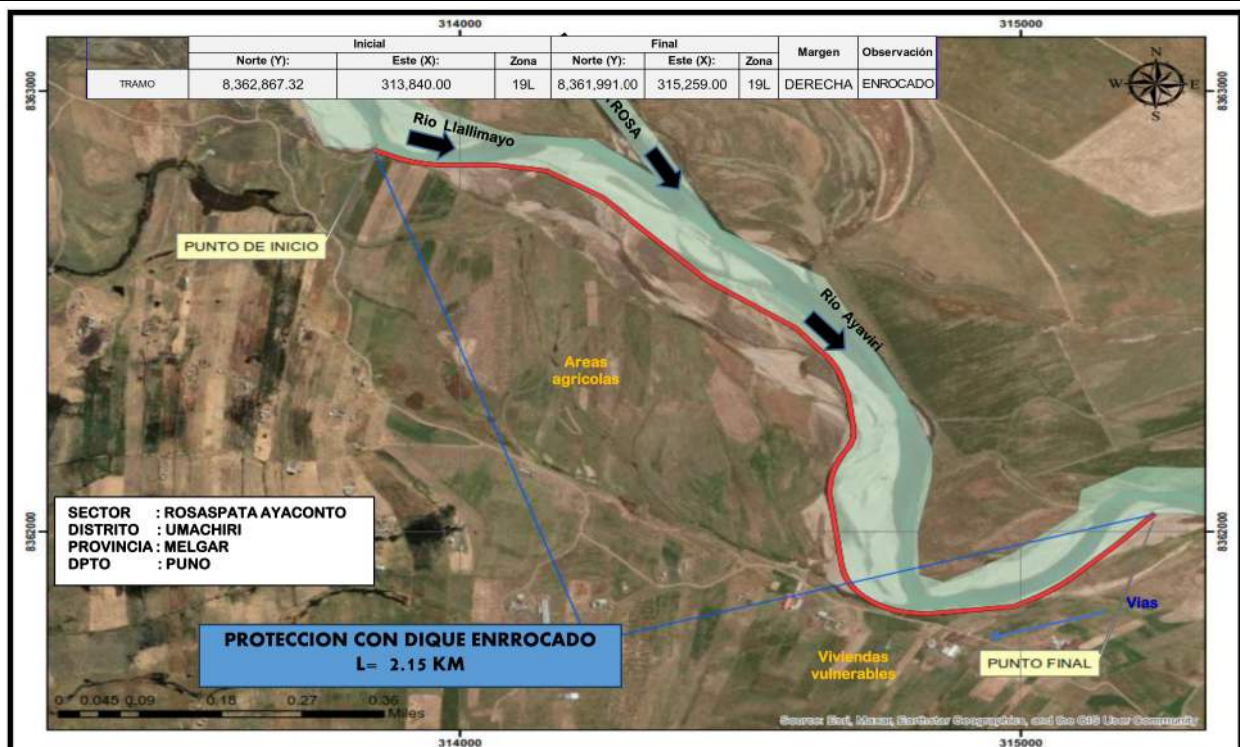 314000 315000
Inicial Final Margen Observación
Norte (Y): Este (X): Zona Norte (Y): Este (X): Zona
TRAMO 8,362,867.32 313,840.00 19L 8,361,991.00 315,259.00 19L DERECHA ENROCADO
8363000 8363000
N
W E
S
ROSA
Rio Llallimayo
PUNTO DE INICIO
Rio Ayaviri
Areas
agrícolas
SECTOR : ROSASPATA AYACONTO
DISTRITO : UMACHIRI
PROVINCIA : MELGAR
DPTO : PUNO
8362000 8362000
Vias
PROTECCION CON DIQUE ENRROCADO
L= 2.15 KM
Viviendas
vulnerables
PUNTO FINAL
0 0.045 0.09 0.18 0.27 0.36
Miles
Source: Esri, Maxar, Earthstar Geographics, and the GIS User Community
314000 315000